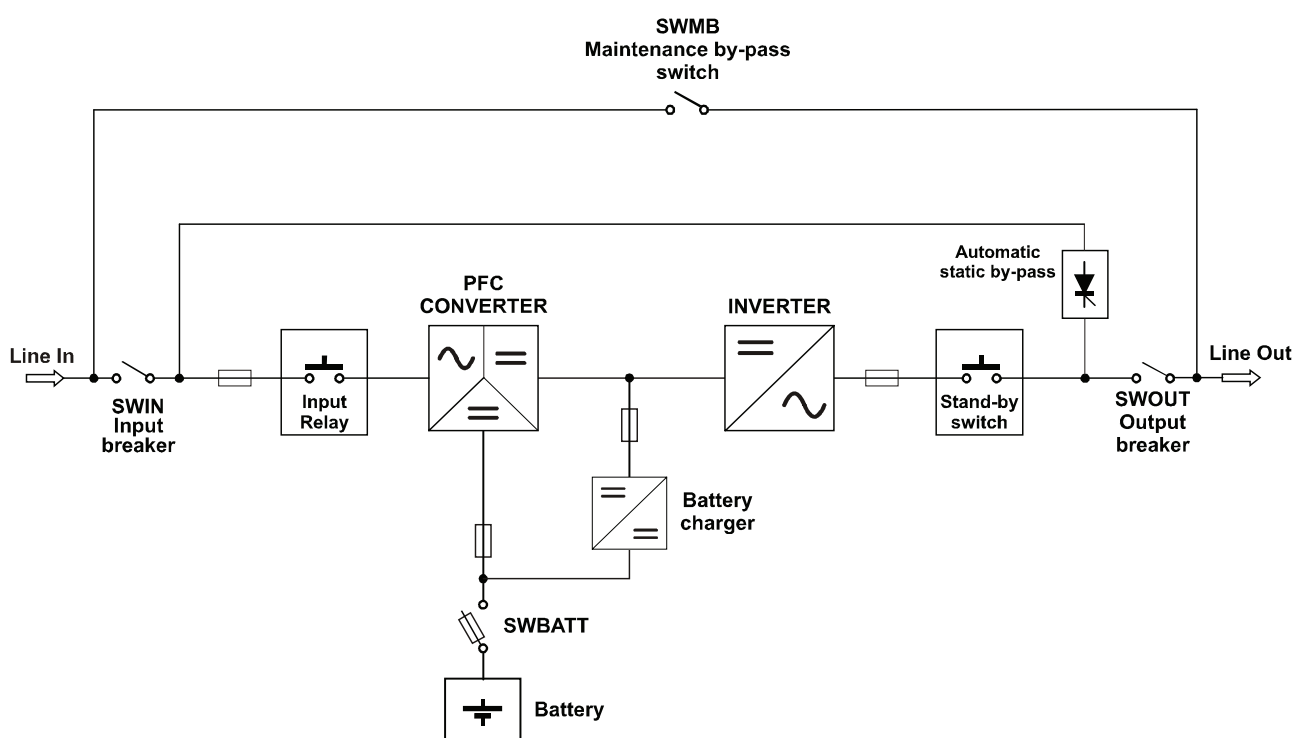 SWMB
Maintenance by-pass
switch
Automatic
static by-pass
PFC
CONVERTER
INVERTER
Line In
Line Out
SWIN
Input
breaker
Input
Relay
Stand-by
switch
SWOUT
Output
breaker
Battery
charger
SWBATT
Battery